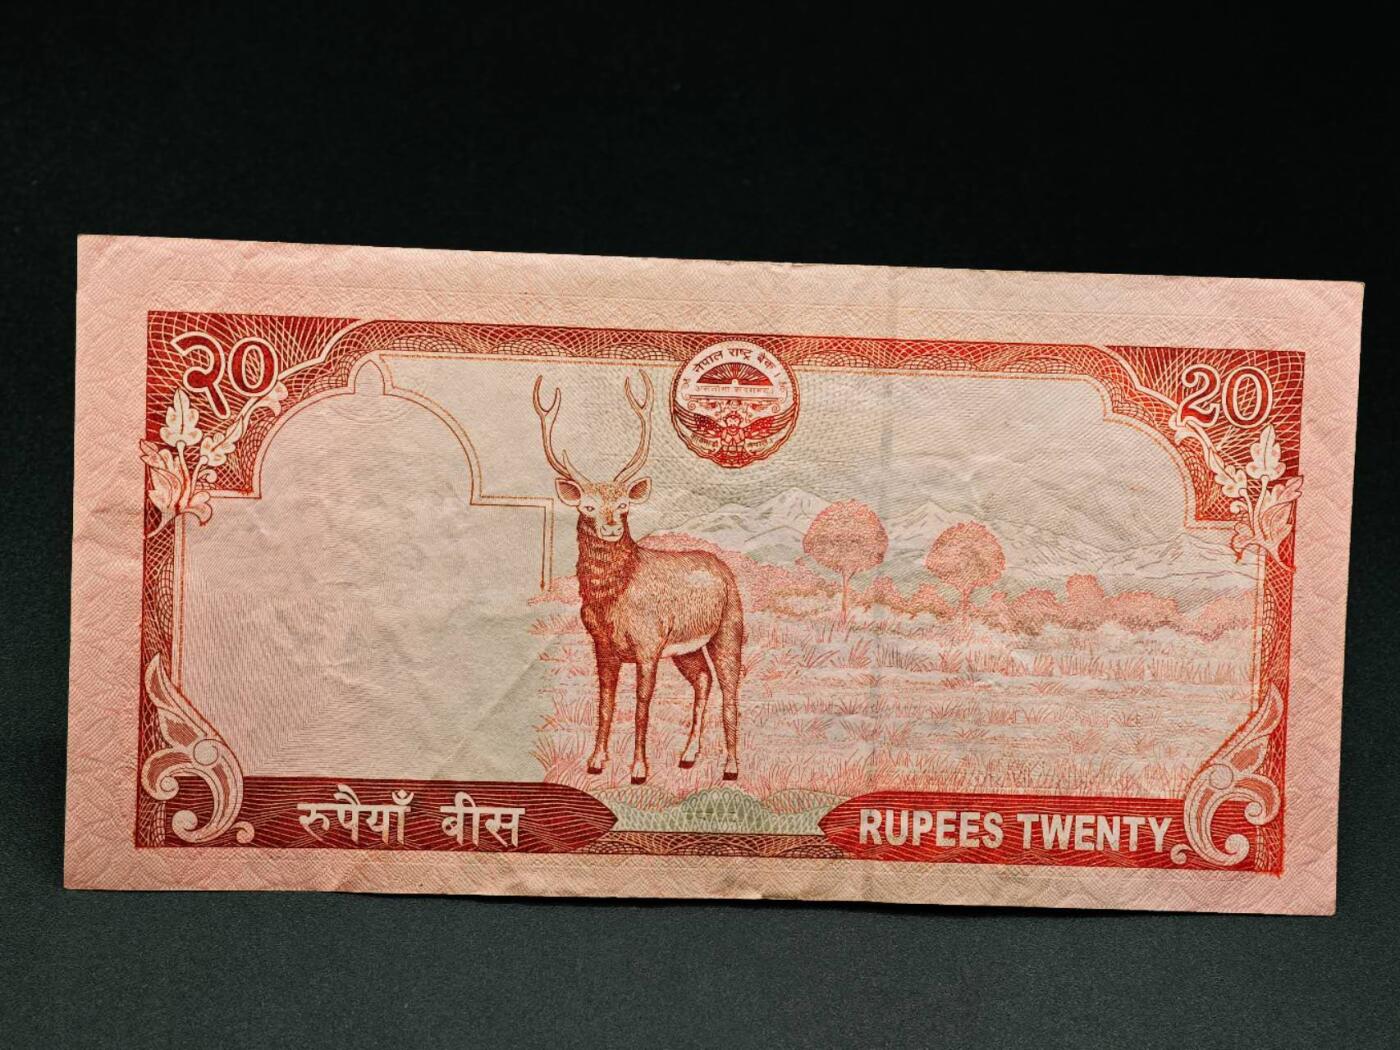 २०
नेपाल राष्ट्र बैंक
20
रुपैयाँ बीस
RUPEES TWENTY